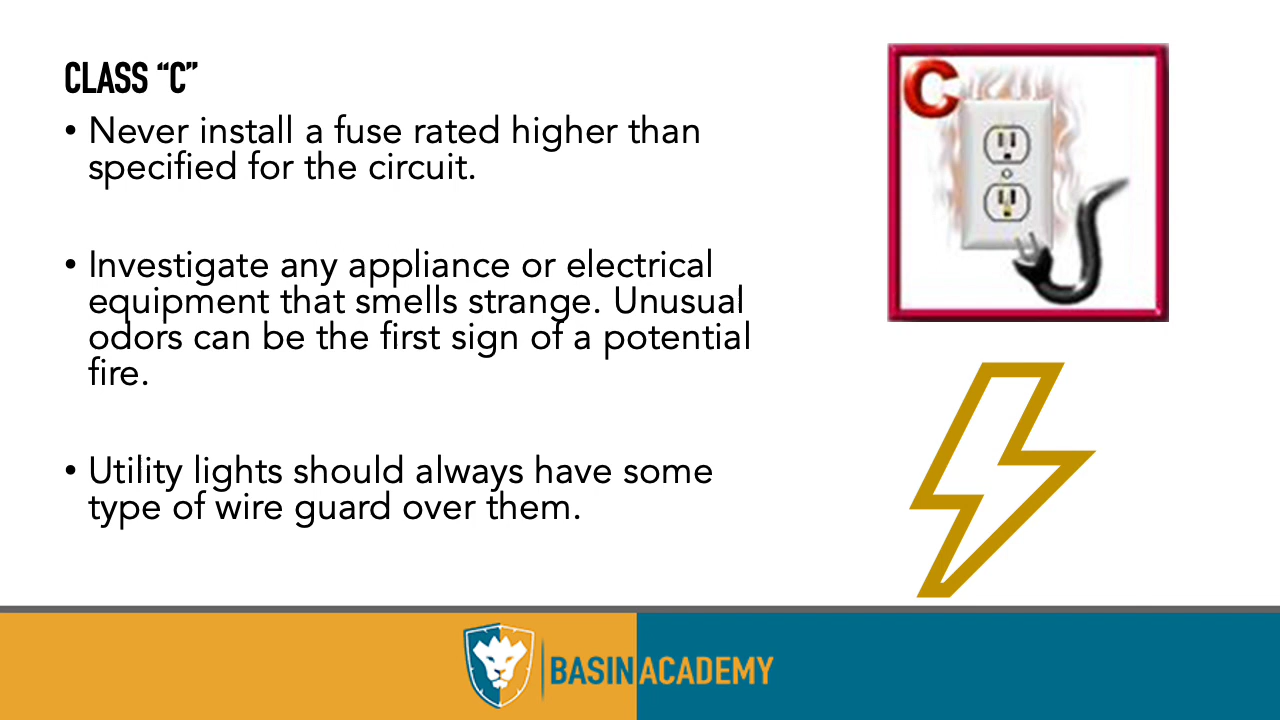 CLASS “C”
• Never install a fuse rated higher than
specified for the circuit.
• Investigate any appliance or electrical
equipment that smells strange. Unusual
odors can be the first sign of a potential
fire.
• Utility lights should always have some
type of wire guard over them.
C
BASIN ACADEMY